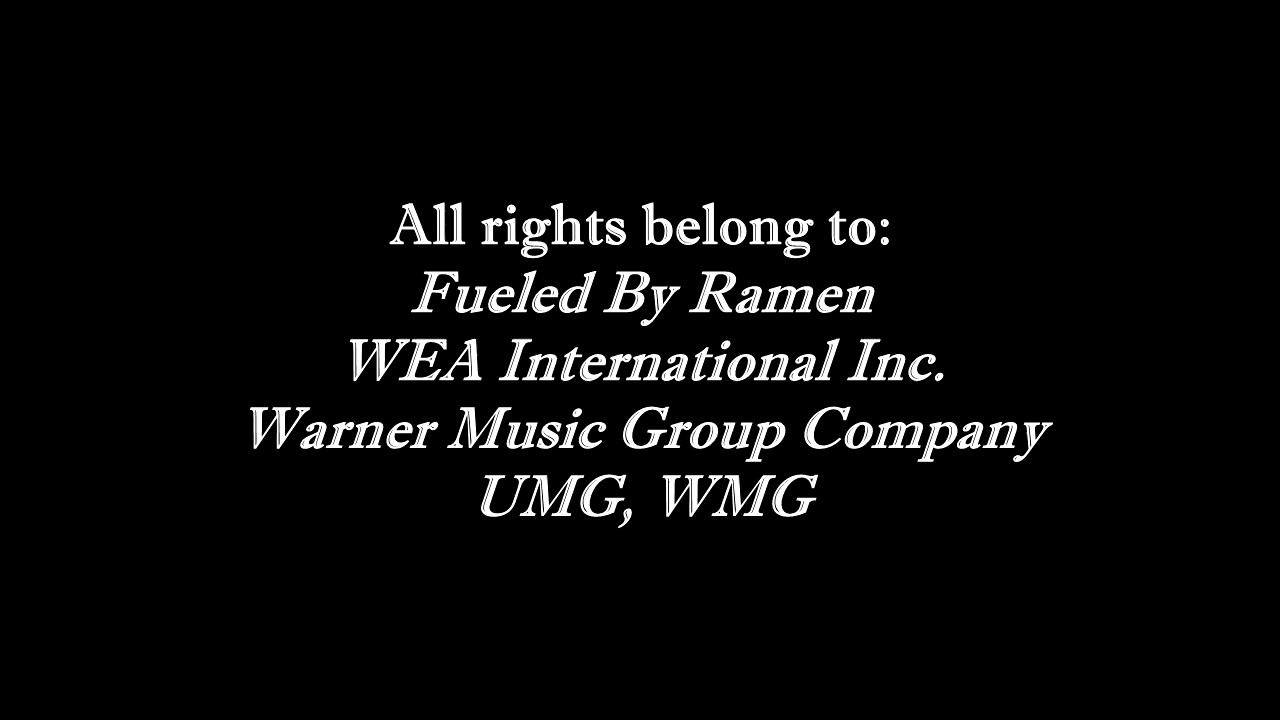 All rights belong to:
Fueled By Ramen
WEA International Inc.
Warner Music Group Company
UMG, WMG